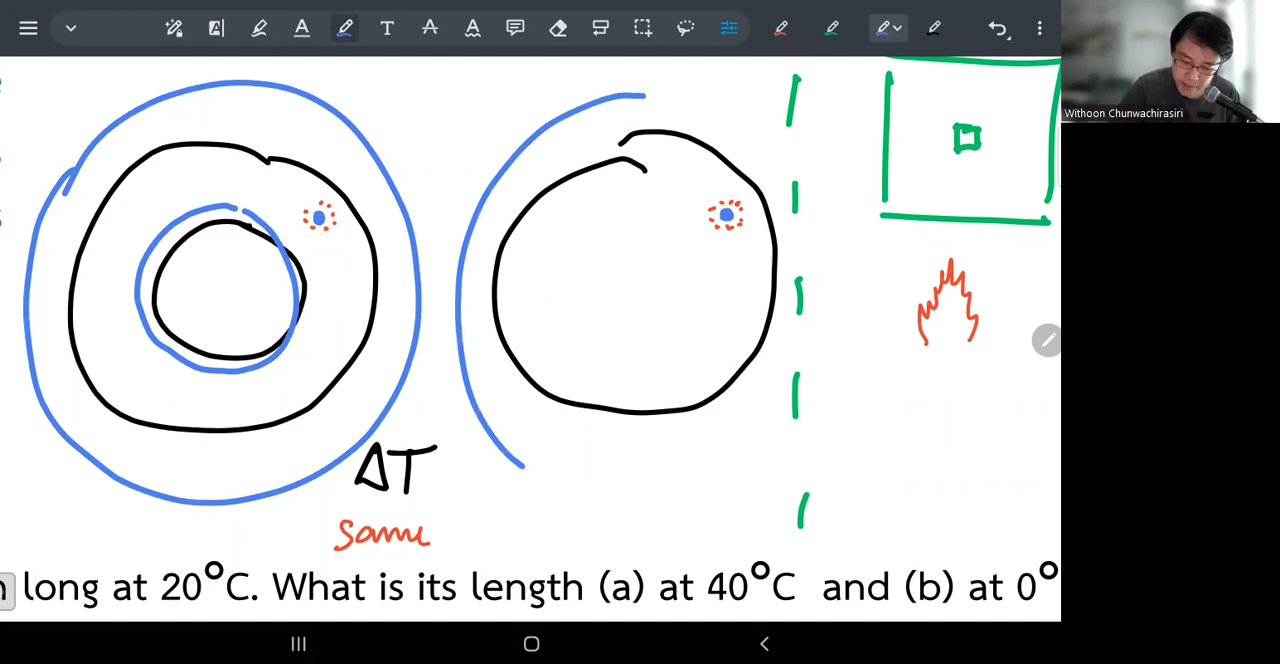 Withoon Chunwachirasiri
ΔT
same
long at 20°C. What is its length (a) at 40°C and (b) at 0°